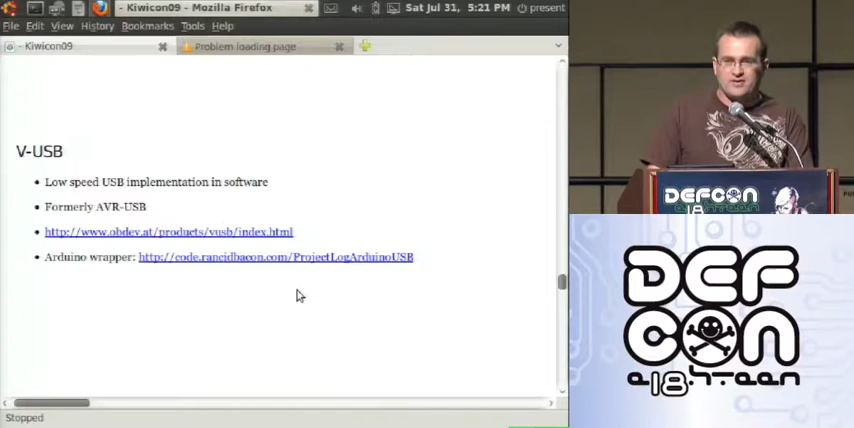 - Kiwicon09 - Mozilla Firefox
Sat Jul 31, 5:21 PM
present
File Edit View History Bookmarks Tools Help
- Kiwicon09
Problem loading page
V-USB
Low speed USB implementation in software
Formerly AVR-USB
http://www.obdev.at/products/vusb/index.html
Arduino wrapper: http://code.rancidbacon.com/ProjectLogArduinoUSB
Stopped
DEFCON
DEF
CON
e18hteen